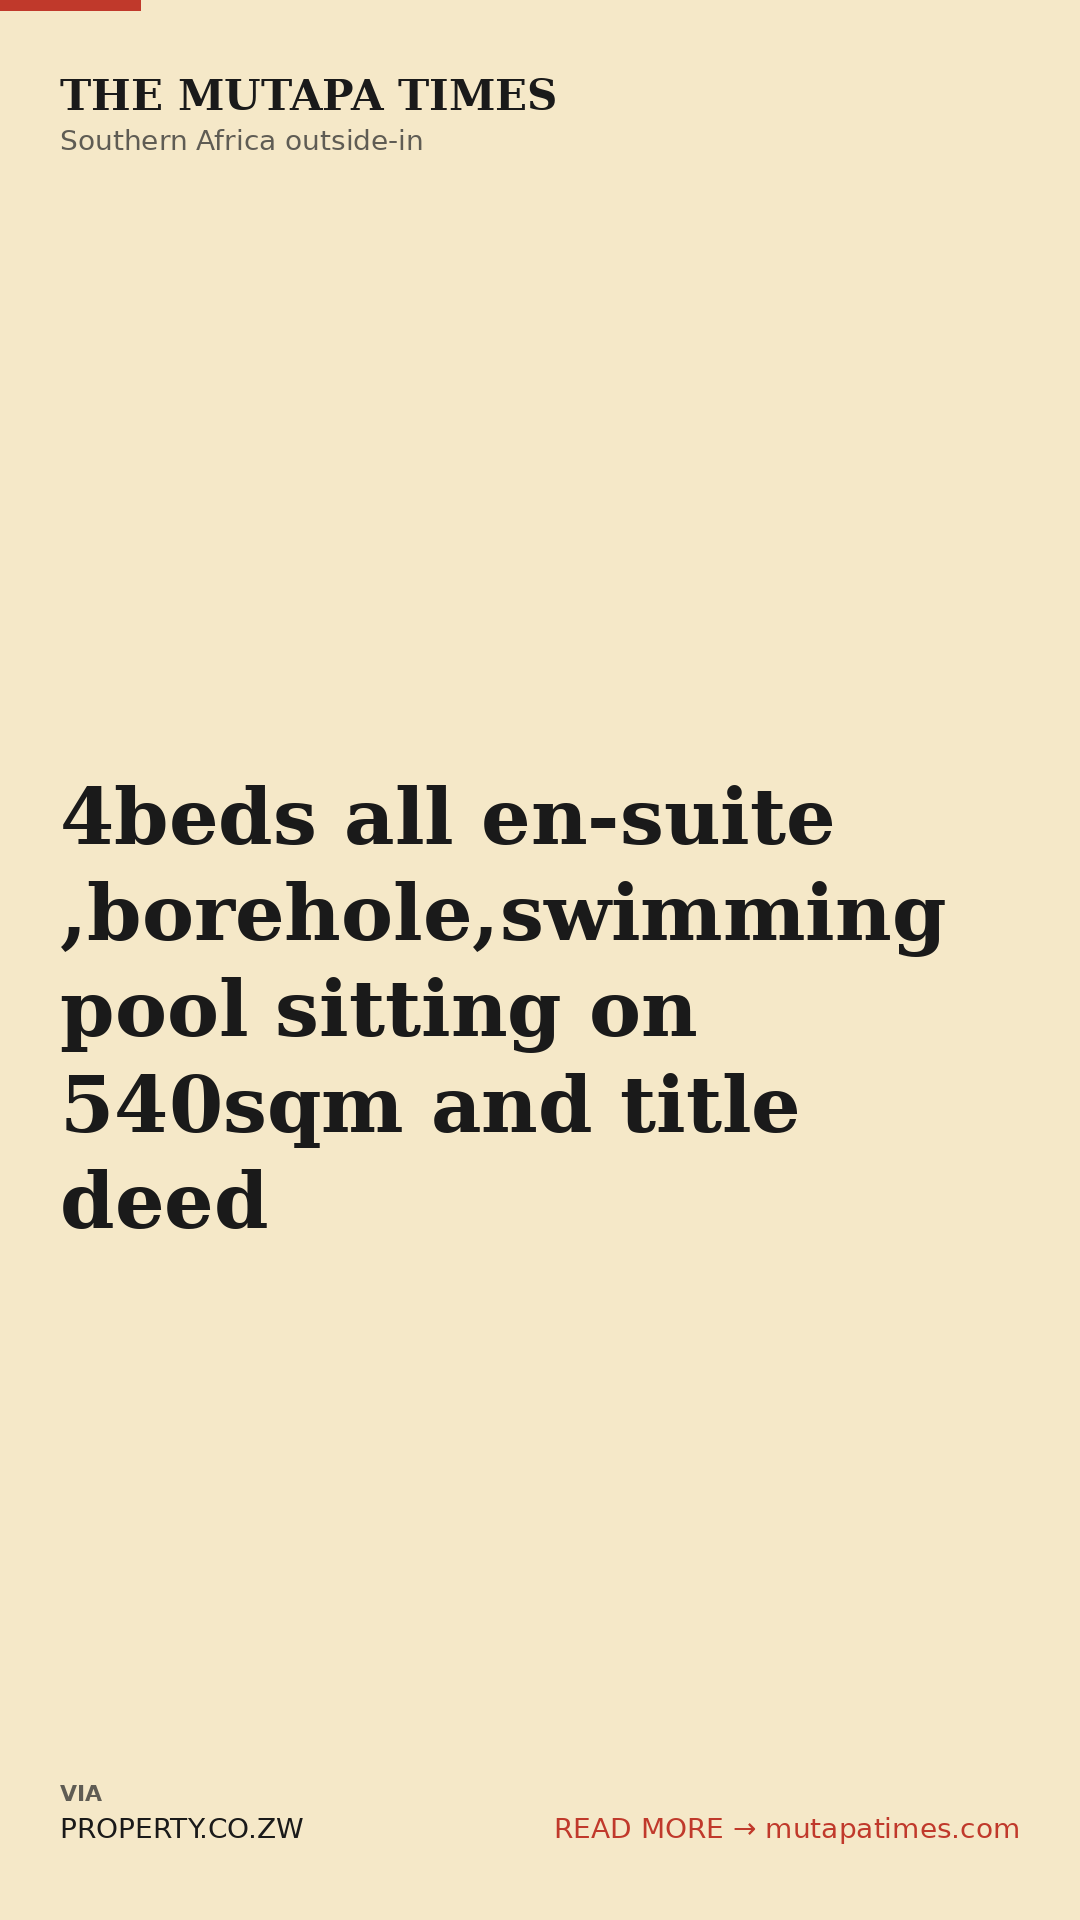 THE MUTAPA TIMES
Southern Africa outside-in
4beds all en-suite
,borehole,swimming
pool sitting on
540sqm and title
deed
VIA
PROPERTY.CO.ZW
READ MORE → mutapatimes.com